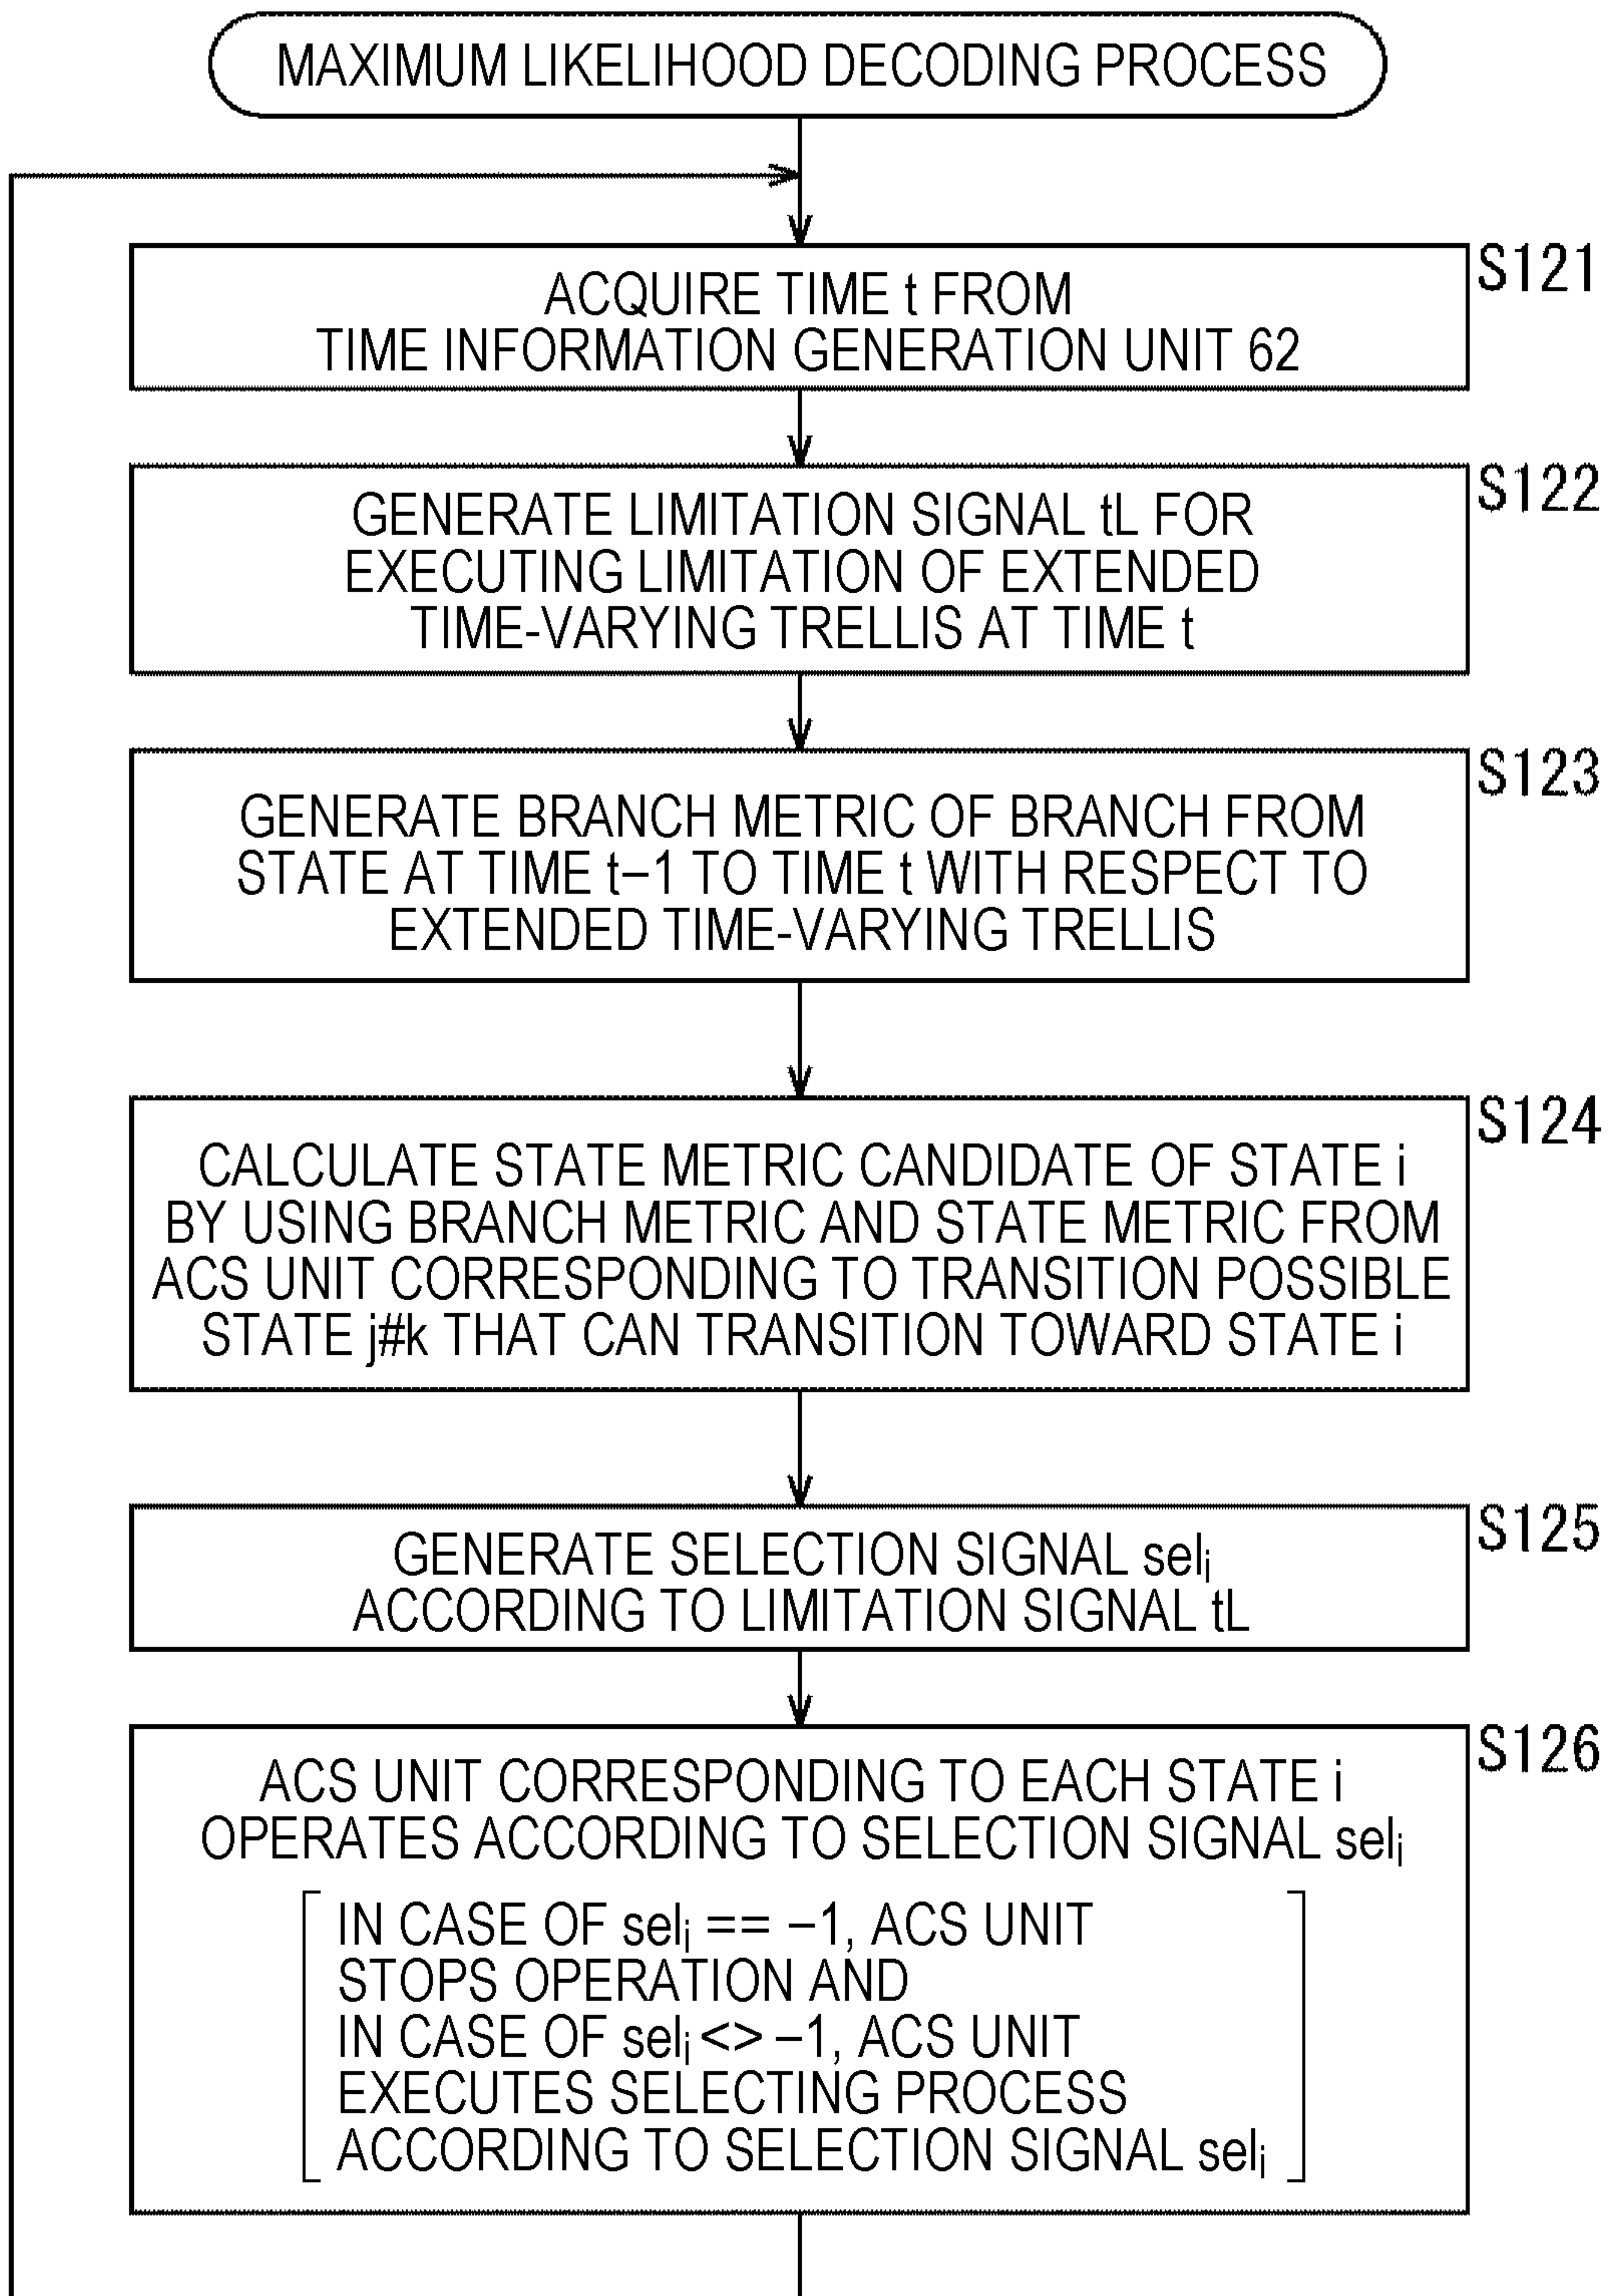 MAXIMUM LIKELIHOOD DECODING PROCESS
S121
ACQUIRE TIME t FROM
TIME INFORMATION GENERATION UNIT 62
S122
GENERATE LIMITATION SIGNAL tL FOR
EXECUTING LIMITATION OF EXTENDED
TIME-VARYING TRELLIS AT TIME t
S123
GENERATE BRANCH METRIC OF BRANCH FROM
STATE AT TIME t–1 TO TIME t WITH RESPECT TO
EXTENDED TIME-VARYING TRELLIS
S124
CALCULATE STATE METRIC CANDIDATE OF STATE i
BY USING BRANCH METRIC AND STATE METRIC FROM
ACS UNIT CORRESPONDING TO TRANSITION POSSIBLE
STATE j#k THAT CAN TRANSITION TOWARD STATE i
S125
GENERATE SELECTION SIGNAL selᵢ
ACCORDING TO LIMITATION SIGNAL tL
S126
ACS UNIT CORRESPONDING TO EACH STATE i
OPERATES ACCORDING TO SELECTION SIGNAL selᵢ
IN CASE OF selᵢ == –1, ACS UNIT
STOPS OPERATION AND
IN CASE OF selᵢ <> –1, ACS UNIT
EXECUTES SELECTING PROCESS
ACCORDING TO SELECTION SIGNAL selᵢ